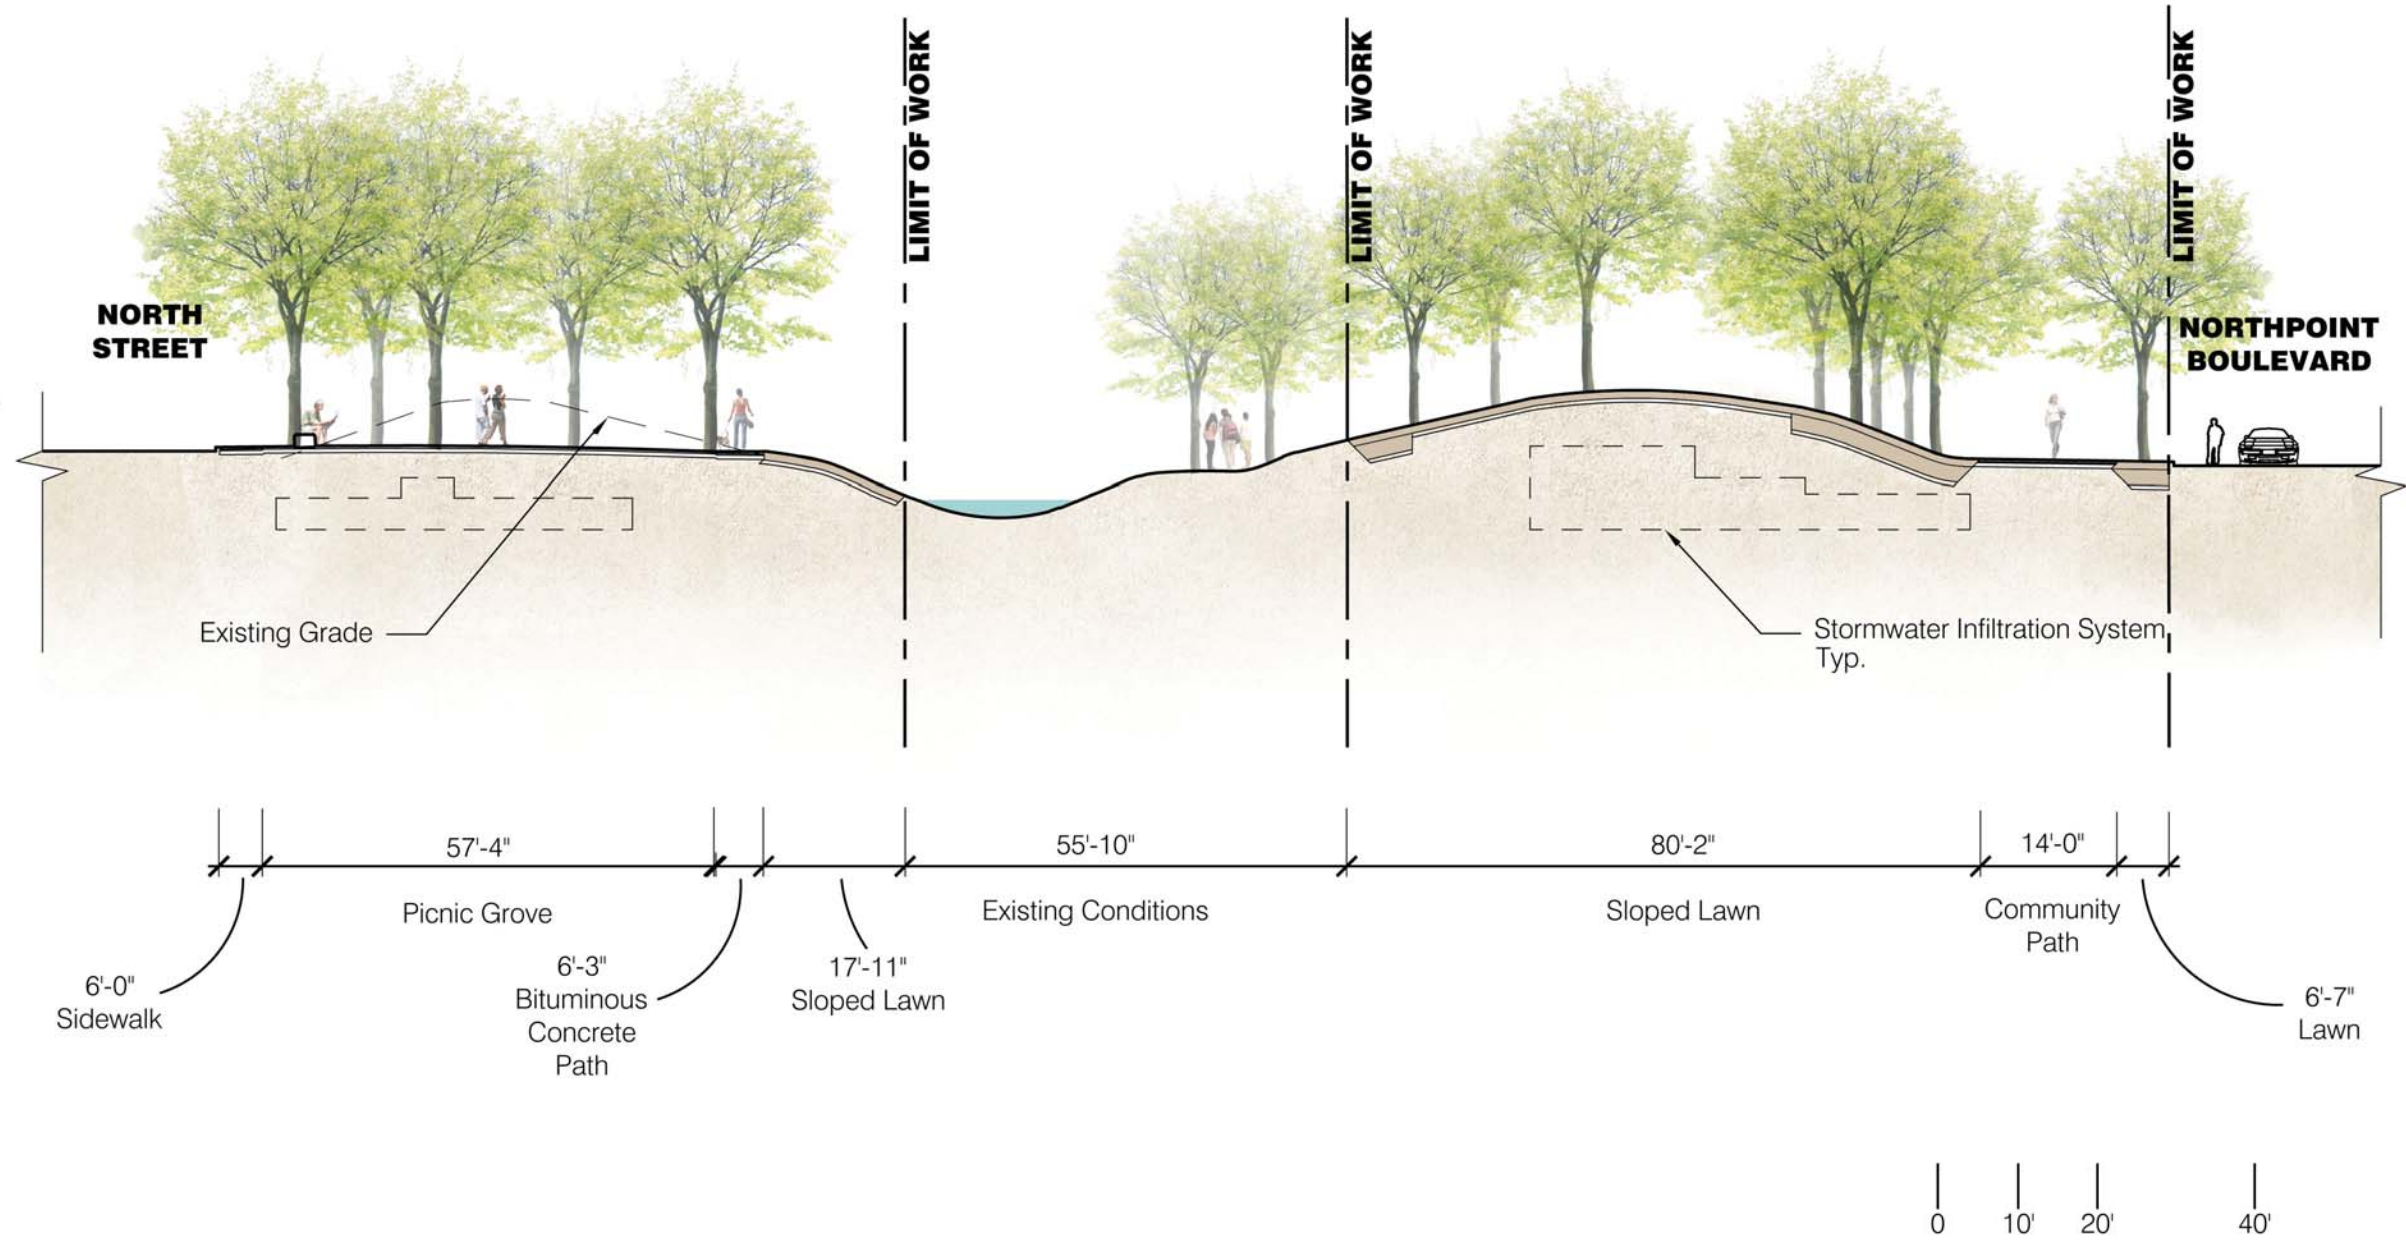 LIMIT OF WORK
LIMIT OF WORK
LIMIT OF WORK
NORTH
STREET
NORTHPOINT
BOULEVARD
Existing Grade
Stormwater Infiltration System
Typ.
57'-4"
55'-10"
80'-2"
14'-0"
Picnic Grove
Existing Conditions
Sloped Lawn
Community
Path
6'-0"
Sidewalk
6'-3"
Bituminous
Concrete
Path
17'-11"
Sloped Lawn
6'-7"
Lawn
0 10' 20' 40'